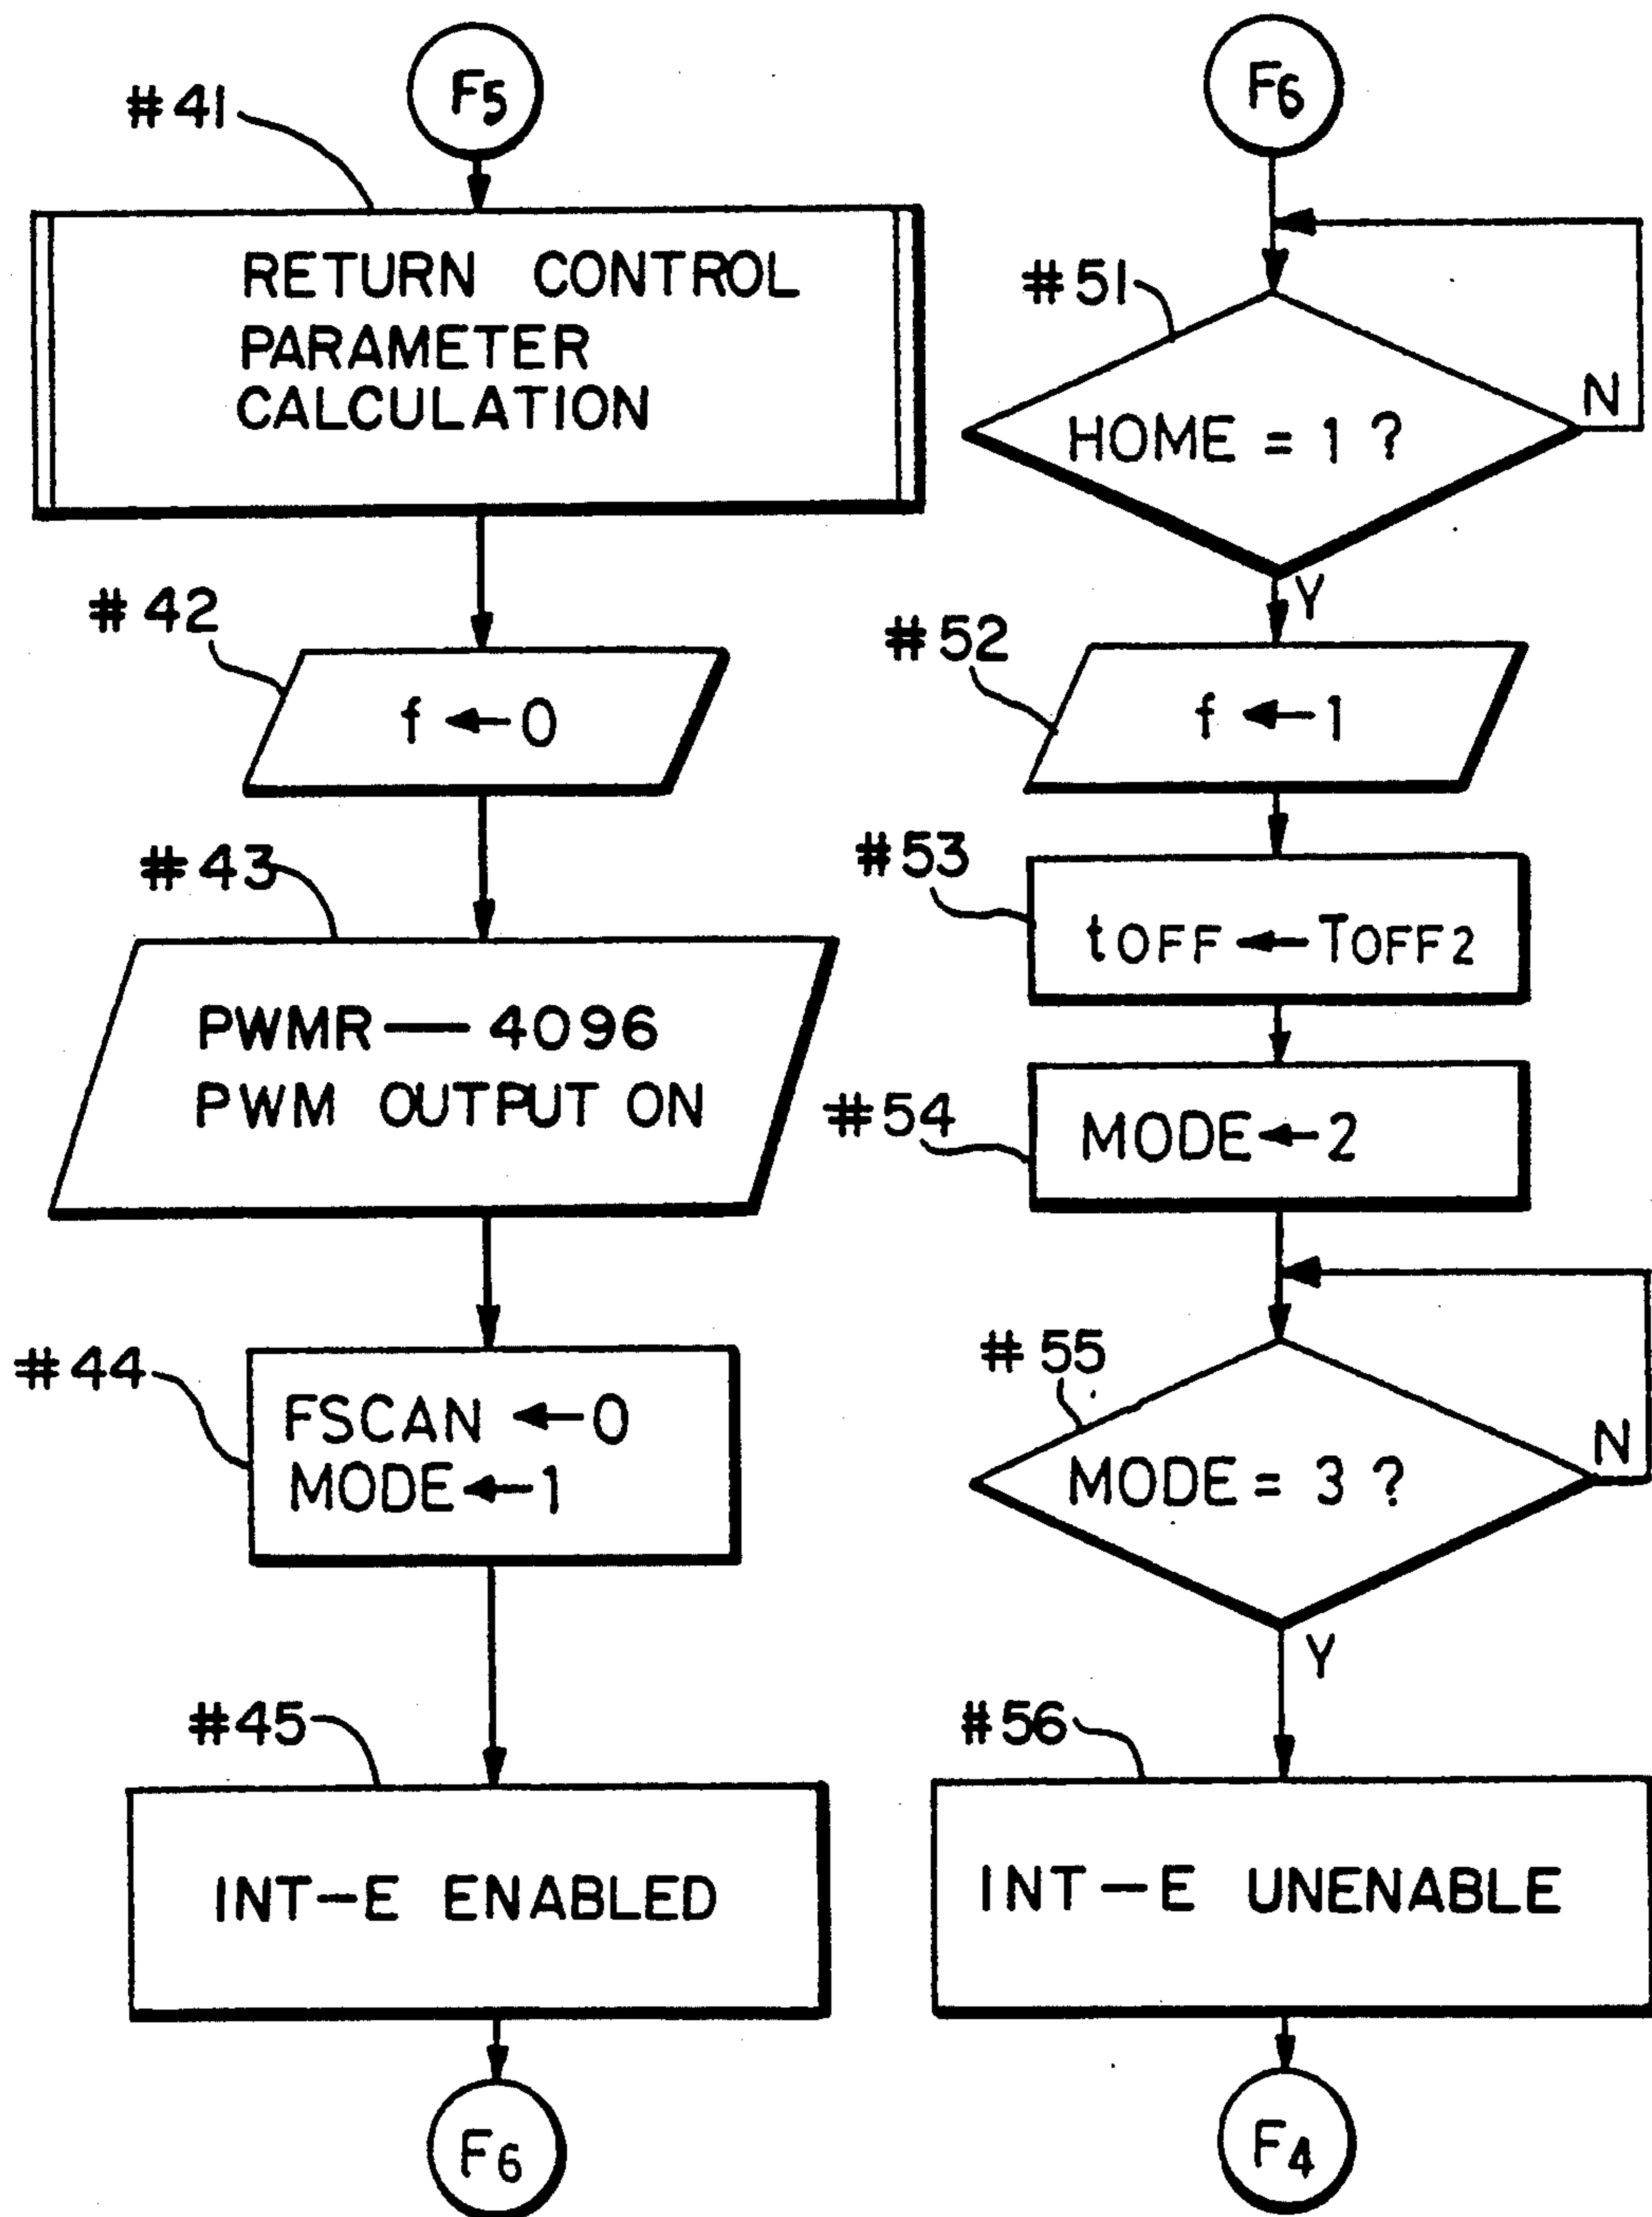 F5
#41
RETURN CONTROL
PARAMETER
CALCULATION
#42
f ← 0
#43
PWMR — 4096
PWM OUTPUT ON
#44
FSCAN ← 0
MODE ← 1
#45
INT-E ENABLED
F6
F6
#51
HOME = 1 ?
N
Y
#52
f ← 1
#53
tOFF ← TOFF2
#54
MODE ← 2
#55
MODE = 3 ?
N
Y
#56
INT-E UNENABLE
F4